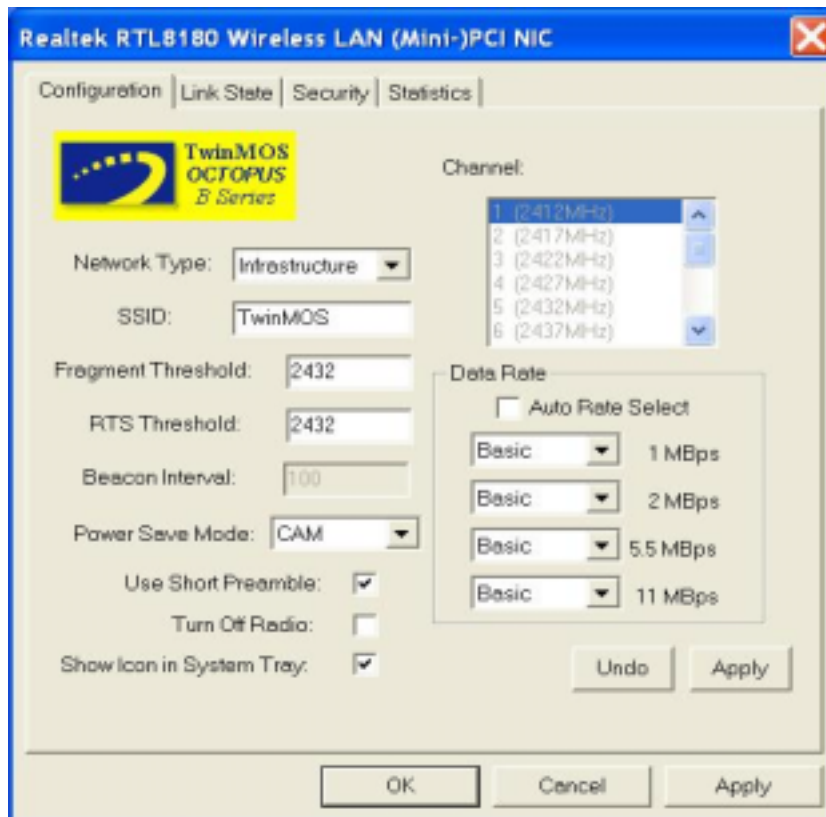 Realtek RTL8180 Wireless LAN (Mini-)PCI NIC
Configuration
Link State
Security
Statistics
TwinMOS
OCTOPUS
B Series
Channel:
1 (2412MHz)
2 (2417MHz)
3 (2422MHz)
4 (2427MHz)
5 (2432MHz)
6 (2437MHz)
Network Type:
Infrastructure
SSID:
TwinMOS
Fragment Threshold:
2432
RTS Threshold:
2432
Beacon Interval:
100
Power Save Mode:
CAM
Use Short Preamble:
Turn Off Radio:
Show Icon in System Tray:
Data Rate
Auto Rate Select
Basic
1 MBps
Basic
2 MBps
Basic
5.5 MBps
Basic
11 MBps
Undo
Apply
OK
Cancel
Apply